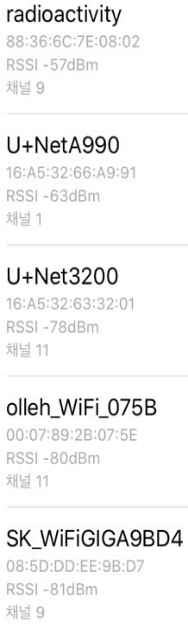 radioactivity
88:36:6C:7E:08:02
RSSI -57dBm
채널 9
U+NetA990
16:A5:32:66:A9:91
RSSI -63dBm
채널 1
U+Net3200
16:A5:32:63:32:01
RSSI -78dBm
채널 11
olleh_WiFi_075B
00:07:89:2B:07:5E
RSSI -80dBm
채널 11
SK_WiFiGIGA9BD4
08:5D:DD:EE:9B:D7
RSSI -81dBm
채널 9